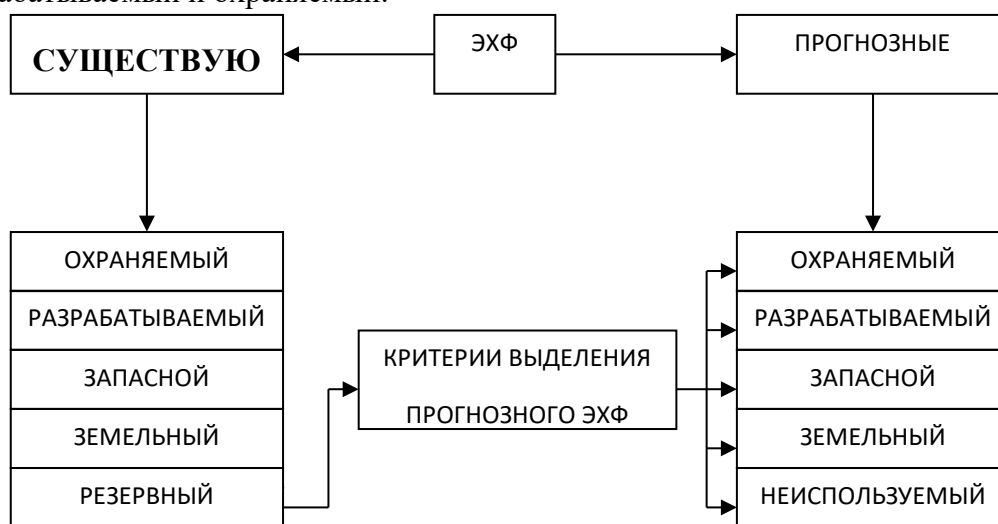 СУЩЕСТВУЮ
ЭХФ
ПРОГНОЗНЫЕ
ОХРАНЯЕМЫЙ
РАЗРАБАТЫВАЕМЫЙ
ЗАПАСНОЙ
ЗЕМЕЛЬНЫЙ
РЕЗЕРВНЫЙ
КРИТЕРИИ ВЫДЕЛЕНИЯ
ПРОГНОЗНОГО ЭХФ
ОХРАНЯЕМЫЙ
РАЗРАБАТЫВАЕМЫЙ
ЗАПАСНОЙ
ЗЕМЕЛЬНЫЙ
НЕИСПОЛЬЗУЕМЫЙ